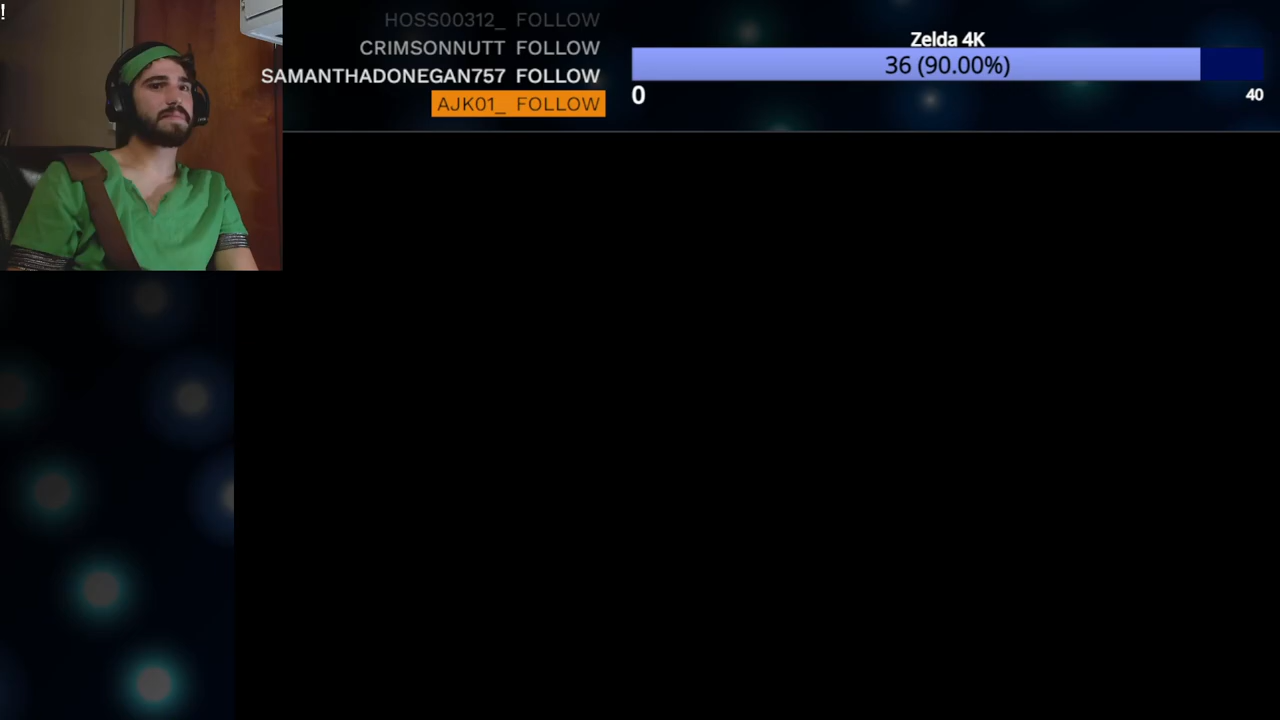 !
HOSS00312_ FOLLOW
CRIMSONNUTT FOLLOW
SAMANTHADONEGAN757 FOLLOW
AJK01_ FOLLOW
Zelda 4K
36 (90.00%)
0
40